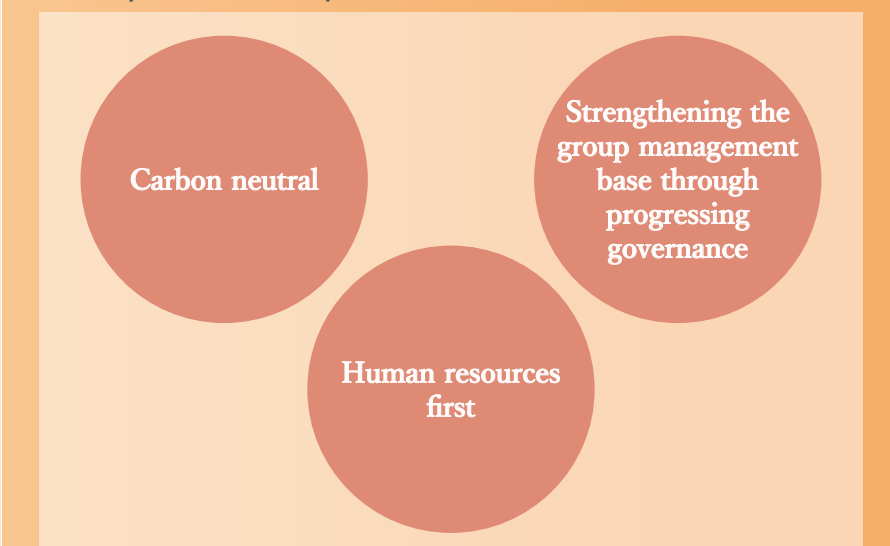 Carbon neutral
Strengthening the
group management
base through
progressing
governance
Human resources
first